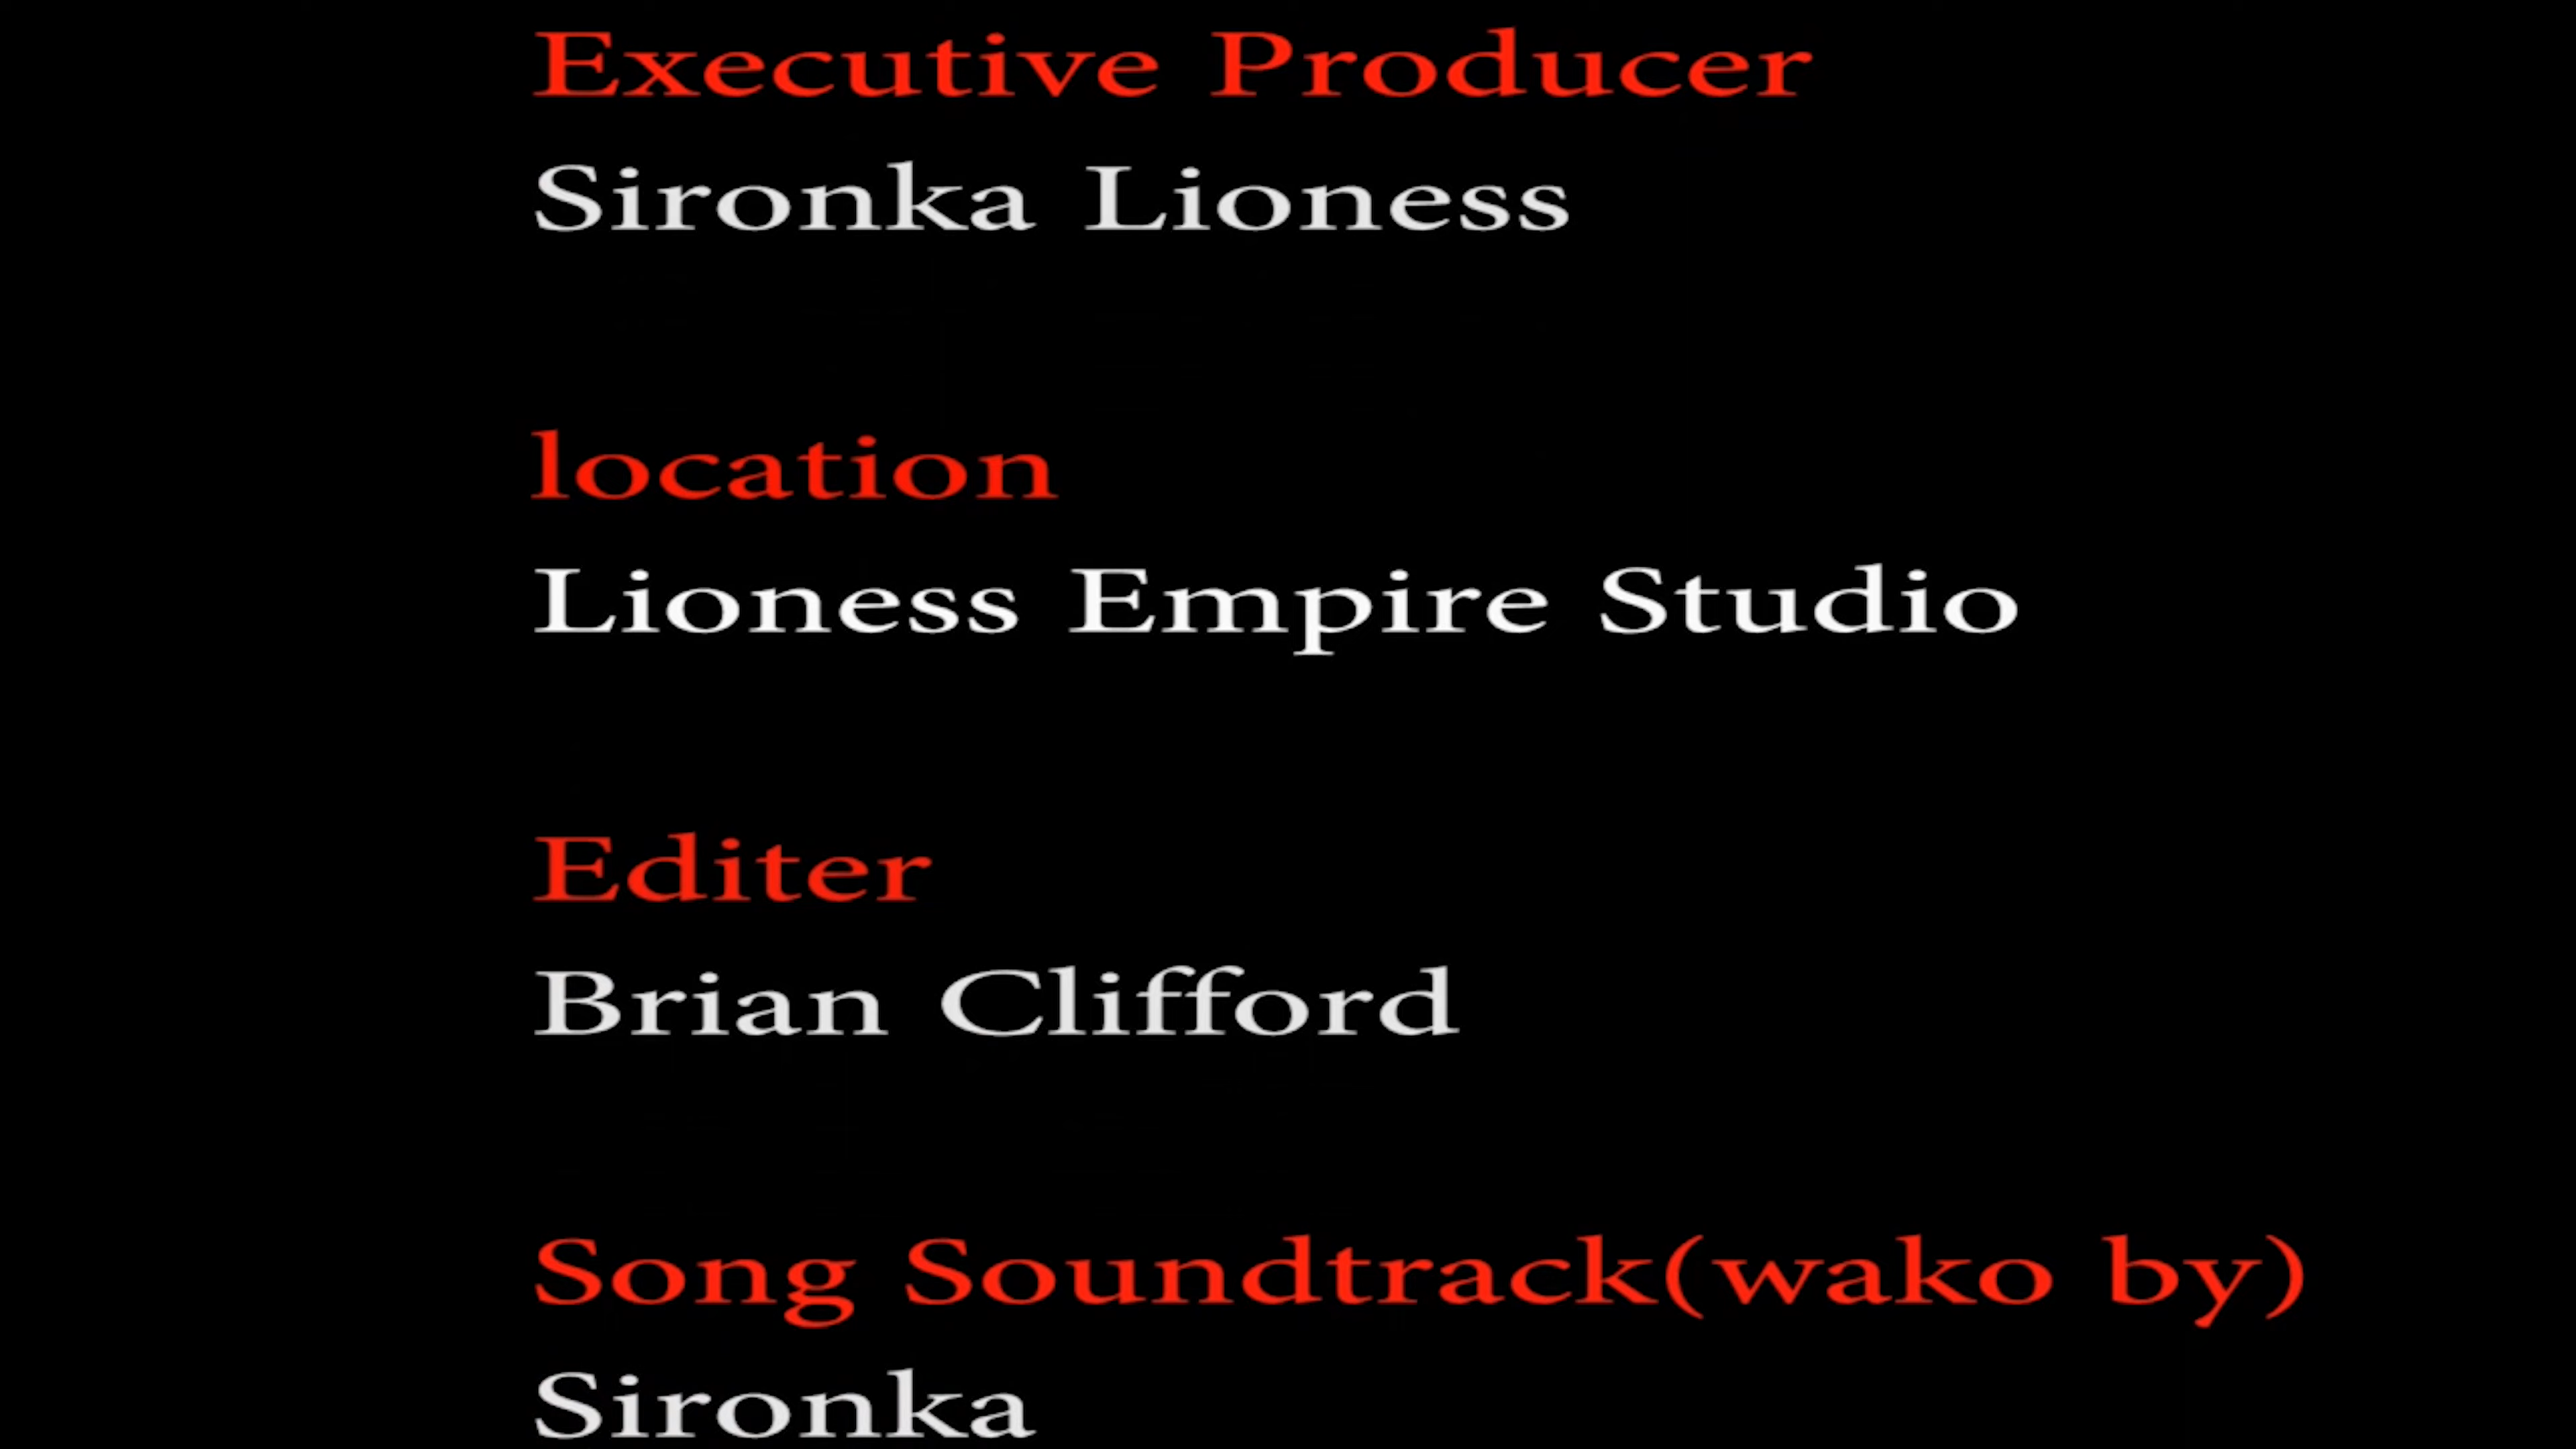 Executive Producer
Sironka Lioness
location
Lioness Empire Studio
Editer
Brian Clifford
Song Soundtrack(wako by)
Sironka